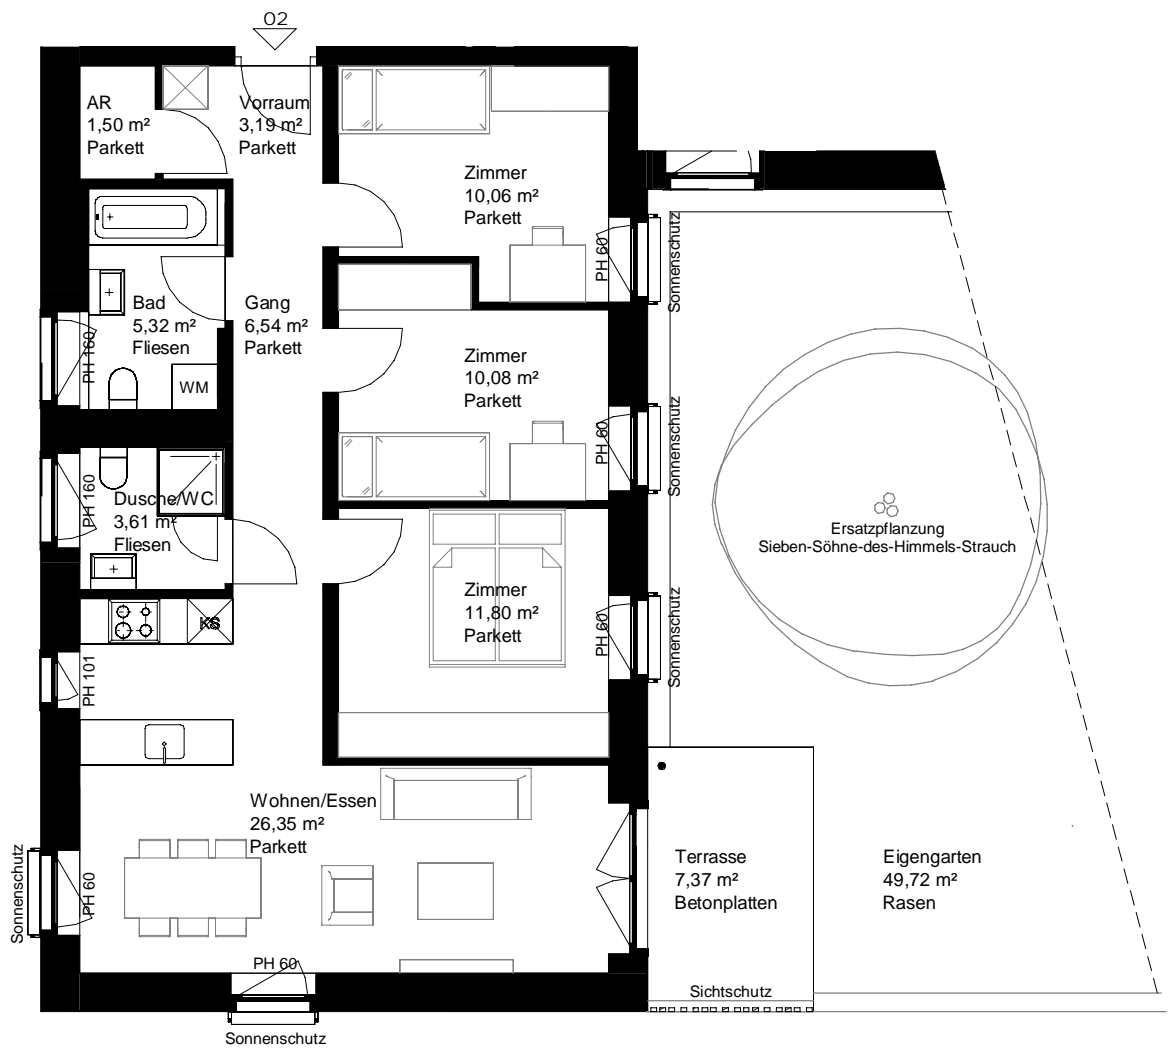 02
AR
1,50 m²
Parkett
Vorraum
3,19 m²
Parkett
Zimmer
10,06 m²
Parkett
PH 60
Sonnenschutz
Bad
5,32 m²
Fliesen
PH 160
WM
Gang
6,54 m²
Parkett
Zimmer
10,08 m²
Parkett
PH 60
Sonnenschutz
Dusche/WC
3,61 m²
Fliesen
PH 160
Ersatzpflanzung
Sieben-Söhne-des-Himmels-Strauch
Zimmer
11,80 m²
Parkett
PH 60
Sonnenschutz
KS
PH 101
Wohnen/Essen
26,35 m²
Parkett
PH 60
Sonnenschutz
Terrasse
7,37 m²
Betonplatten
Eigengarten
49,72 m²
Rasen
PH 60
Sonnenschutz
Sichtschutz